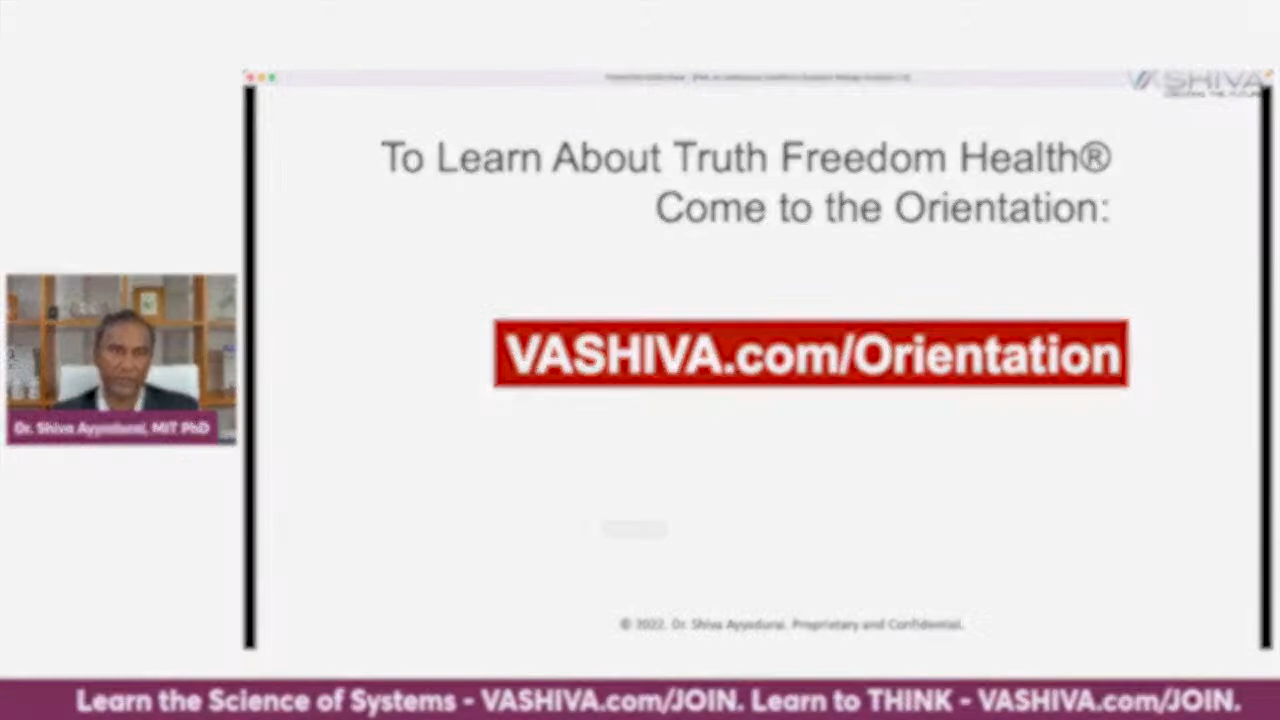 VA SHIVA
To Learn About Truth Freedom Health®
Come to the Orientation:
VASHIVA.com/Orientation
Dr. Shiva Ayyadurai, MIT PhD
© 2022. Dr. Shiva Ayyadurai. Proprietary and Confidential.
Learn the Science of Systems - VASHIVA.com/JOIN. Learn to THINK - VASHIVA.com/JOIN.